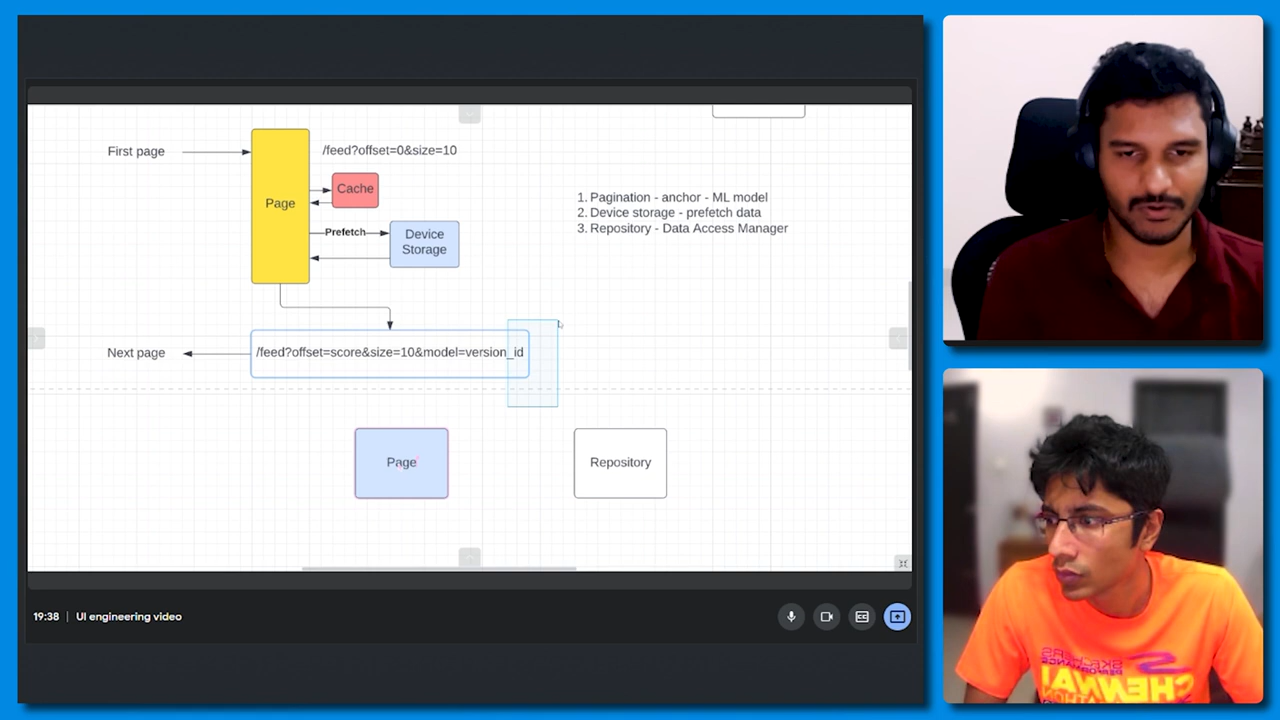 First page
/feed?offset=0&size=10
Page
Cache
Prefetch
Device
Storage
1. Pagination - anchor - ML model
2. Device storage - prefetch data
3. Repository - Data Access Manager
Next page
/feed?offset=score&size=10&model=version_id
Page
Repository
19:38 | UI engineering video
CHENNAI